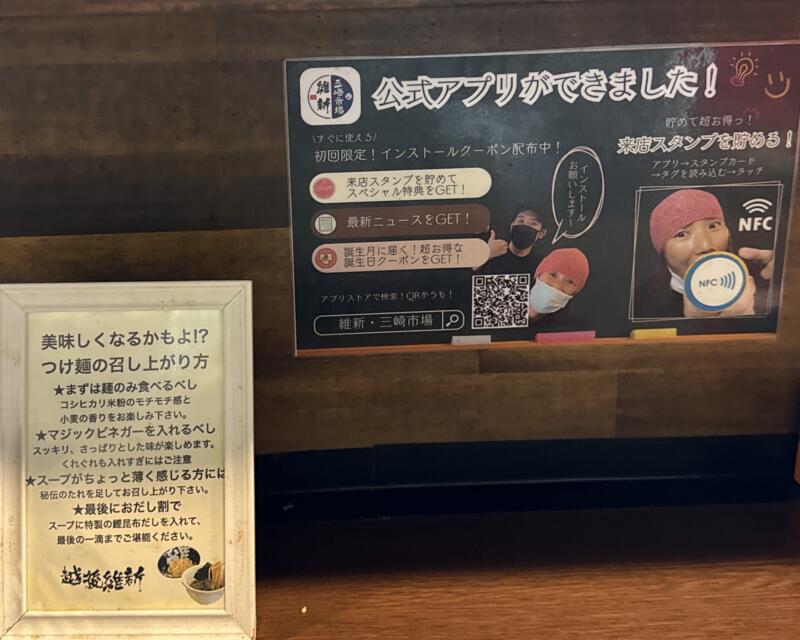 美味しくなるかもよ!?
つけ麺の召し上がり方
★まずは麺のみ食べるべし
コシヒカリ米粉のモチモチ感と
小麦の香りをお楽しみ下さい。
★マジックビネガーを入れるべし
スッキリ、さっぱりとした味が楽しめます。
くれぐれも入れすぎにはご注意
★スープがちょっと薄く感じる方には
秘伝のたれを足してお召し上がり下さい。
★最後におだし割で
スープに特製の鰹昆布だしを入れて、
最後の一滴までご堪能ください。
越後維新
維新
三崎市場
公式アプリができました!
\すぐに使える/
初回限定!インストールクーポン配布中!
来店スタンプを貯めて
スペシャル特典をGET!
最新ニュースをGET!
誕生月に届く!超お得な
誕生日クーポンをGET!
アプリストアで検索!QRからも!
維新・三崎市場
インストール
お願いします~
貯めて超お得っ!
来店スタンプを貯める!
アプリ→スタンプカード
→タグを読み込む→タッチ
NFC
NFC